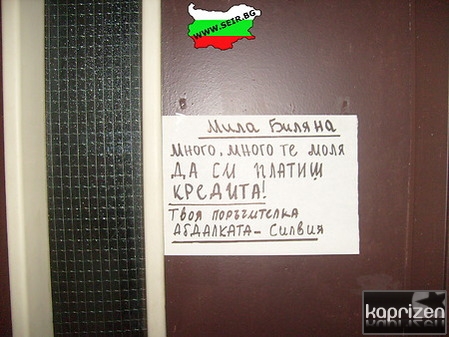 WWW.SEIR.BG
Мила Биляна
Много, много те моля
ДА СИ ПЛАТИШ
КРЕДИТА!
Твоя поръчителка
АБДАЛКАТА – Силвия
kaprizen